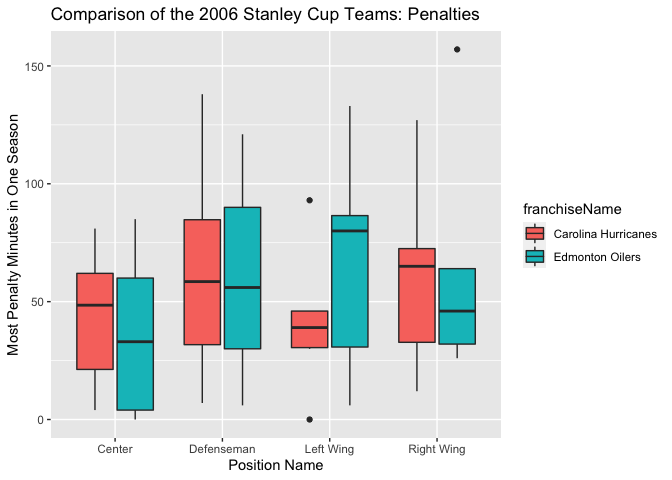 Comparison of the 2006 Stanley Cup Teams: Penalties
Most Penalty Minutes in One Season
150
100
50
0
Center Defenseman Left Wing Right Wing
Position Name
franchiseName
Carolina Hurricanes
Edmonton Oilers